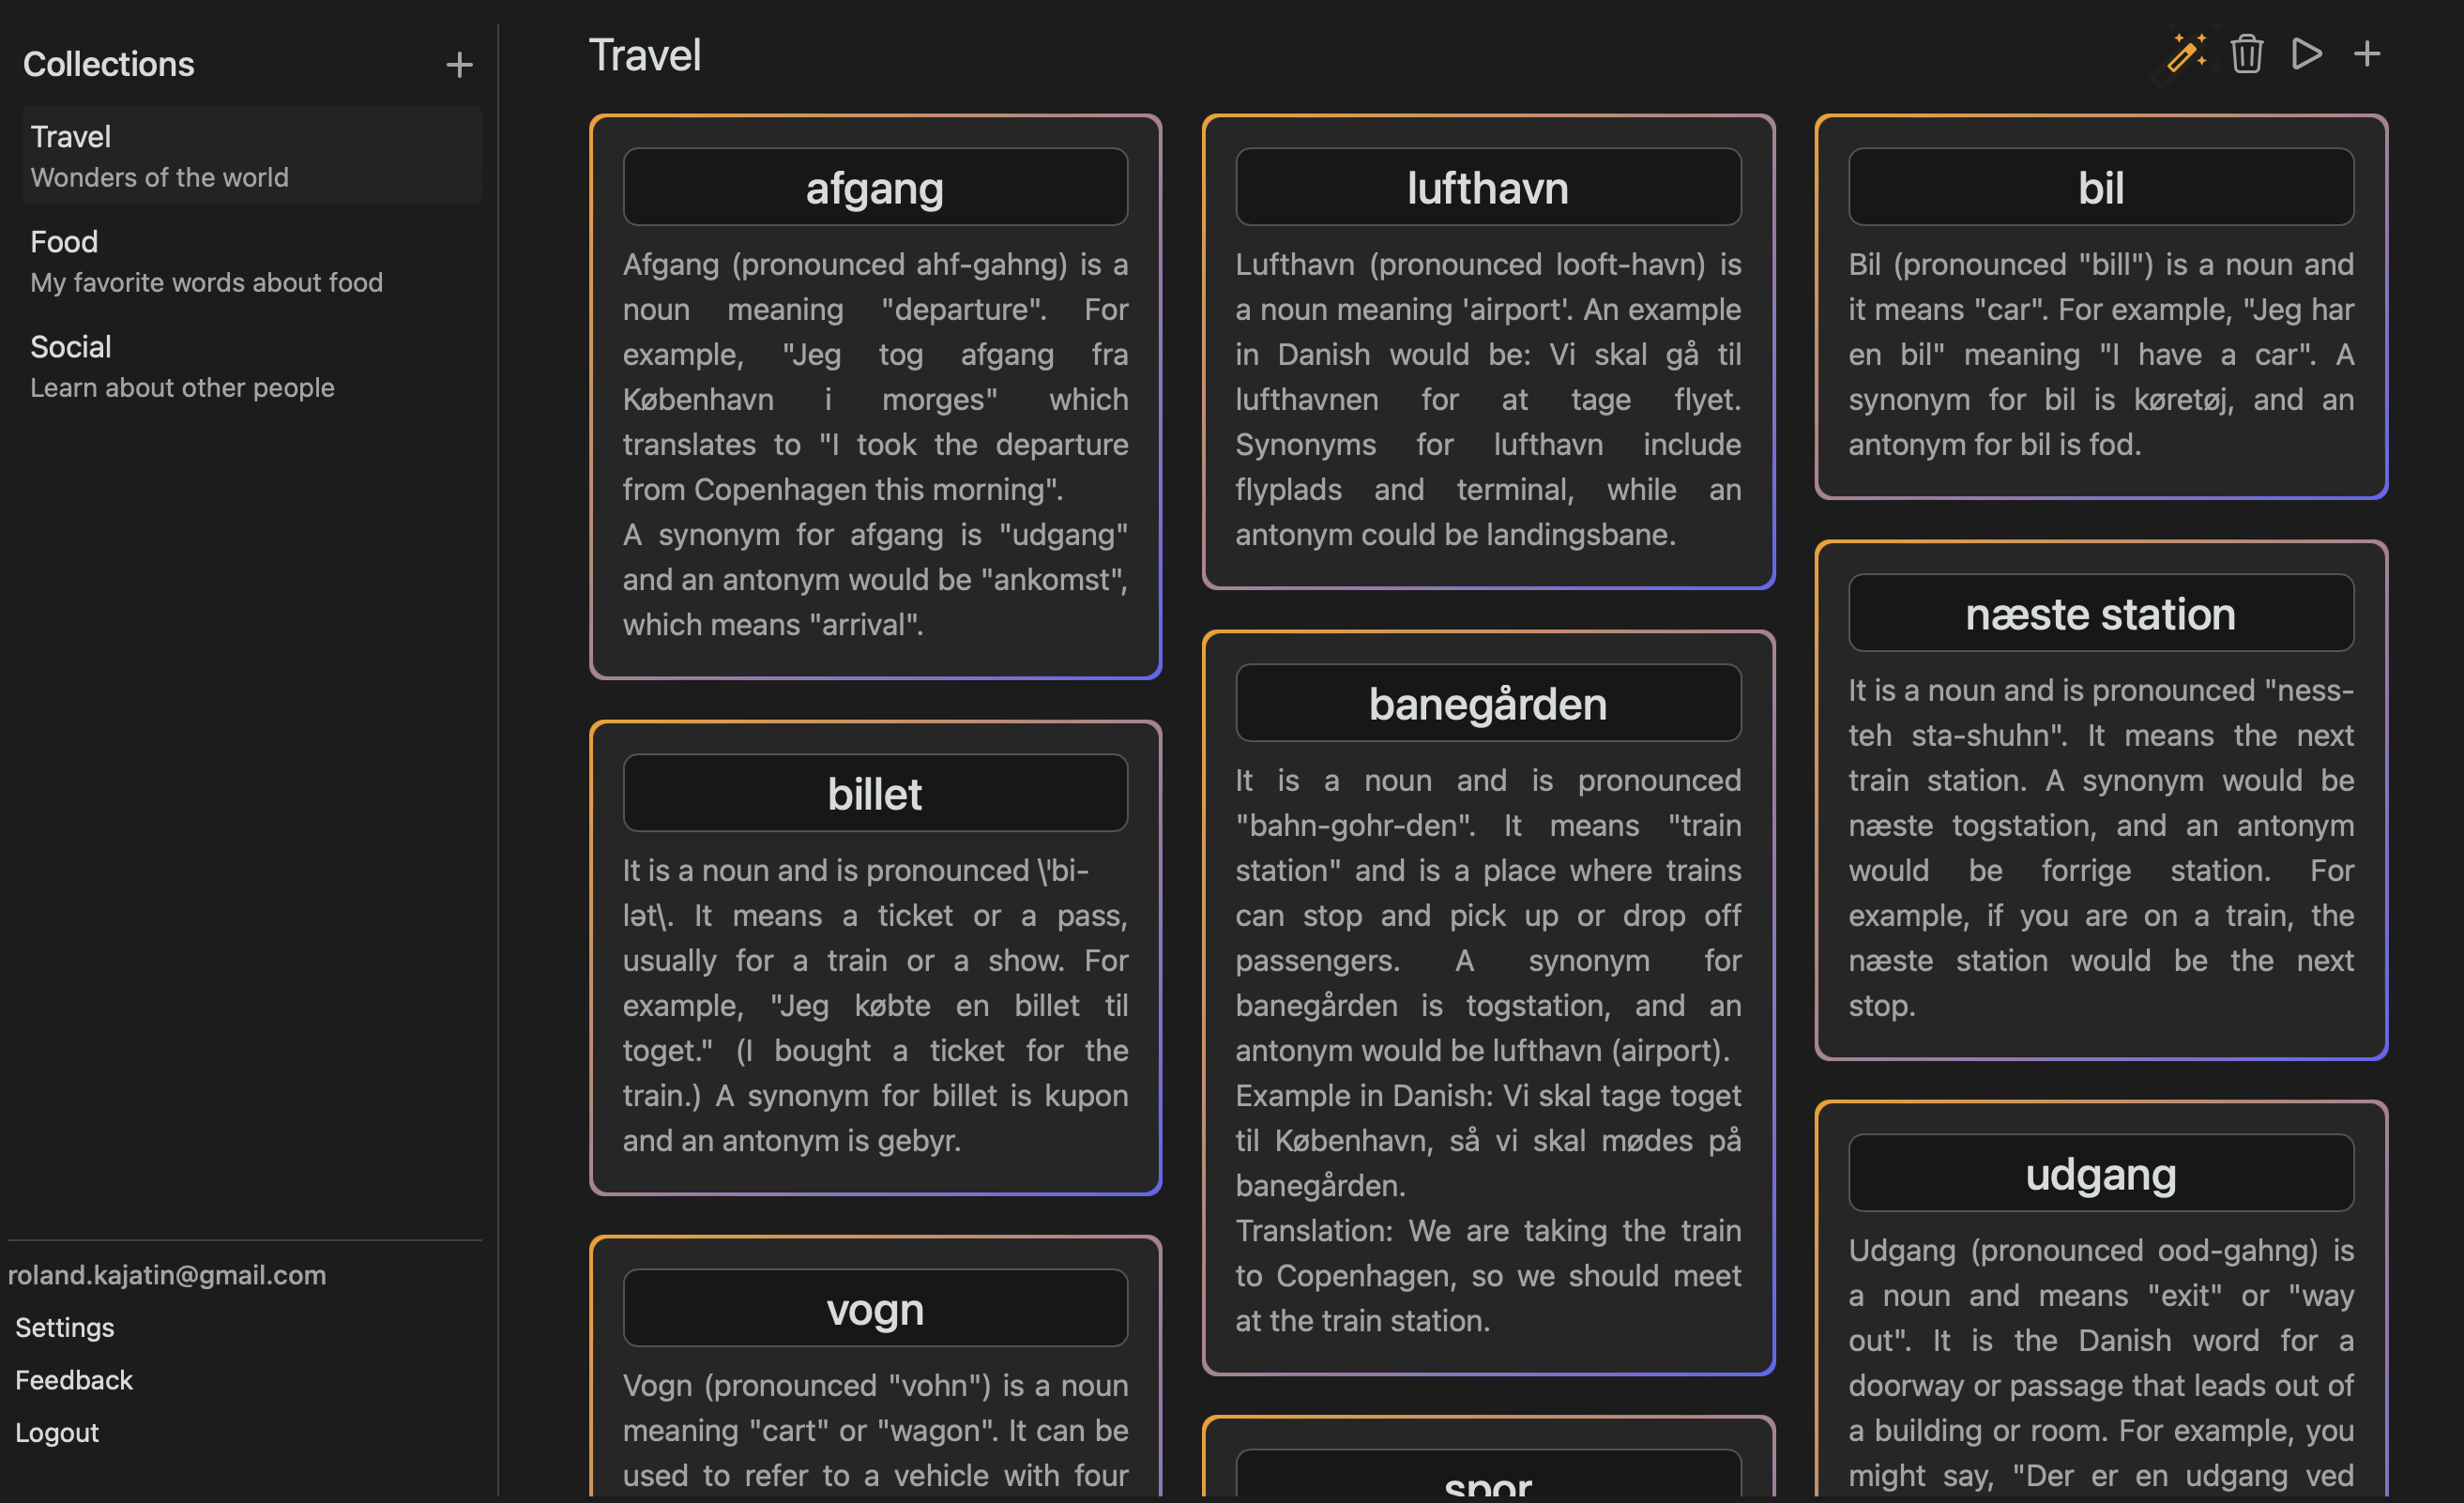 Collections
Travel
Wonders of the world
Food
My favorite words about food
Social
Learn about other people
roland.kajatin@gmail.com
Settings
Feedback
Logout
Travel
afgang
Afgang (pronounced ahf-gahng) is a
noun meaning "departure". For
example, "Jeg tog afgang fra
København i morges" which
translates to "I took the departure
from Copenhagen this morning".
A synonym for afgang is "udgang"
and an antonym would be "ankomst",
which means "arrival".
billet
It is a noun and is pronounced \'bi-
lət\. It means a ticket or a pass,
usually for a train or a show. For
example, "Jeg købte en billet til
toget." (I bought a ticket for the
train.) A synonym for billet is kupon
and an antonym is gebyr.
vogn
Vogn (pronounced "vohn") is a noun
meaning "cart" or "wagon". It can be
used to refer to a vehicle with four
lufthavn
Lufthavn (pronounced looft-havn) is
a noun meaning 'airport'. An example
in Danish would be: Vi skal gå til
lufthavnen for at tage flyet.
Synonyms for lufthavn include
flyplads and terminal, while an
antonym could be landingsbane.
banegården
It is a noun and is pronounced
"bahn-gohr-den". It means "train
station" and is a place where trains
can stop and pick up or drop off
passengers. A synonym for
banegården is togstation, and an
antonym would be lufthavn (airport).
Example in Danish: Vi skal tage toget
til København, så vi skal mødes på
banegården.
Translation: We are taking the train
to Copenhagen, so we should meet
at the train station.
spor
bil
Bil (pronounced "bill") is a noun and
it means "car". For example, "Jeg har
en bil" meaning "I have a car". A
synonym for bil is køretøj, and an
antonym for bil is fod.
næste station
It is a noun and is pronounced "ness-
teh sta-shuhn". It means the next
train station. A synonym would be
næste togstation, and an antonym
would be forrige station. For
example, if you are on a train, the
næste station would be the next
stop.
udgang
Udgang (pronounced ood-gahng) is
a noun and means "exit" or "way
out". It is the Danish word for a
doorway or passage that leads out of
a building or room. For example, you
might say, "Der er en udgang ved